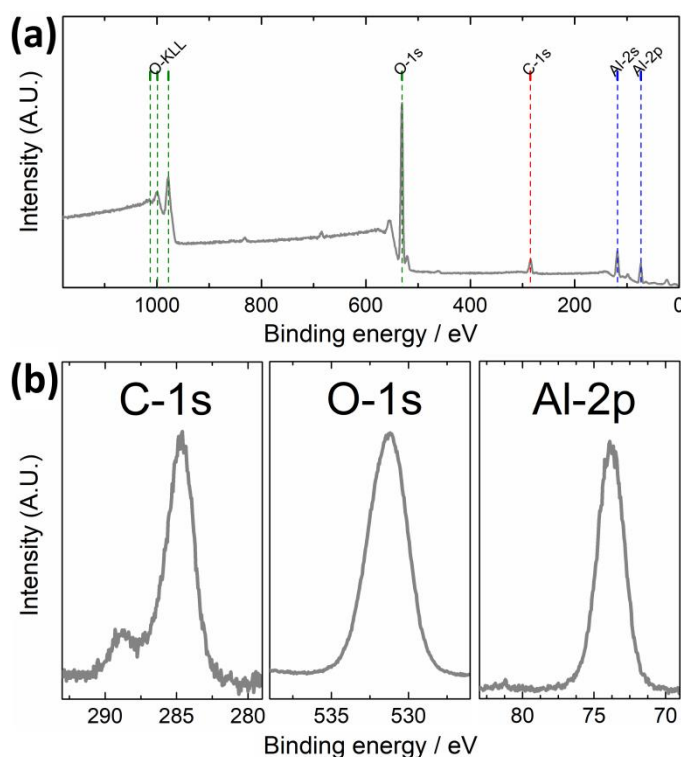 (a)
O-KLL
O-1s
C-1s
Al-2s
Al-2p
Intensity (A.U.)
1000 800 600 400 200 0
Binding energy / eV
(b)
C-1s O-1s Al-2p
Intensity (A.U.)
290 285 280 535 530 80 75 70
Binding energy / eV